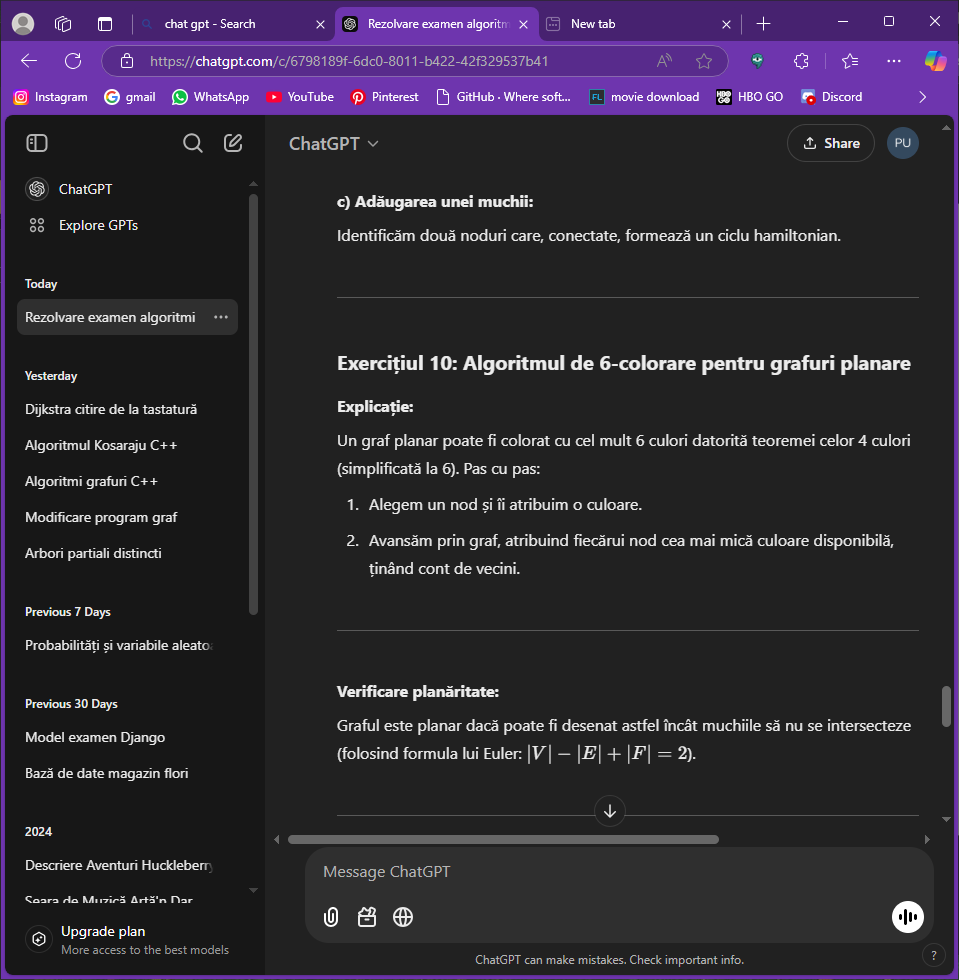 chat gpt - Search
Rezolvare examen algoritm
New tab
https://chatgpt.com/c/6798189f-6dc0-8011-b422-42f329537b41
Instagram
gmail
WhatsApp
YouTube
Pinterest
GitHub · Where soft...
movie download
HBO GO
Discord
ChatGPT
Share
PU
ChatGPT
Explore GPTs
Today
Rezolvare examen algoritmi
Yesterday
Dijkstra citire de la tastatură
Algoritmul Kosaraju C++
Algoritmi grafuri C++
Modificare program graf
Arbori partiali distincti
Previous 7 Days
Probabilități și variabile aleatoa
Previous 30 Days
Model examen Django
Bază de date magazin flori
2024
Descriere Aventuri Huckleberry
Seara de Muzică Artă'n Dar
Upgrade plan
More access to the best models
c) Adăugarea unei muchii:
Identificăm două noduri care, conectate, formează un ciclu hamiltonian.
Exercițiul 10: Algoritmul de 6-colorare pentru grafuri planare
Explicație:
Un graf planar poate fi colorat cu cel mult 6 culori datorită teoremei celor 4 culori
(simplificată la 6). Pas cu pas:
1. Alegem un nod și îi atribuim o culoare.
2. Avansăm prin graf, atribuind fiecărui nod cea mai mică culoare disponibilă,
ținând cont de vecini.
Verificare planăritate:
Graful este planar dacă poate fi desenat astfel încât muchiile să nu se intersecteze
(folosind formula lui Euler: |V| − |E| + |F| = 2).
Message ChatGPT
ChatGPT can make mistakes. Check important info.
?